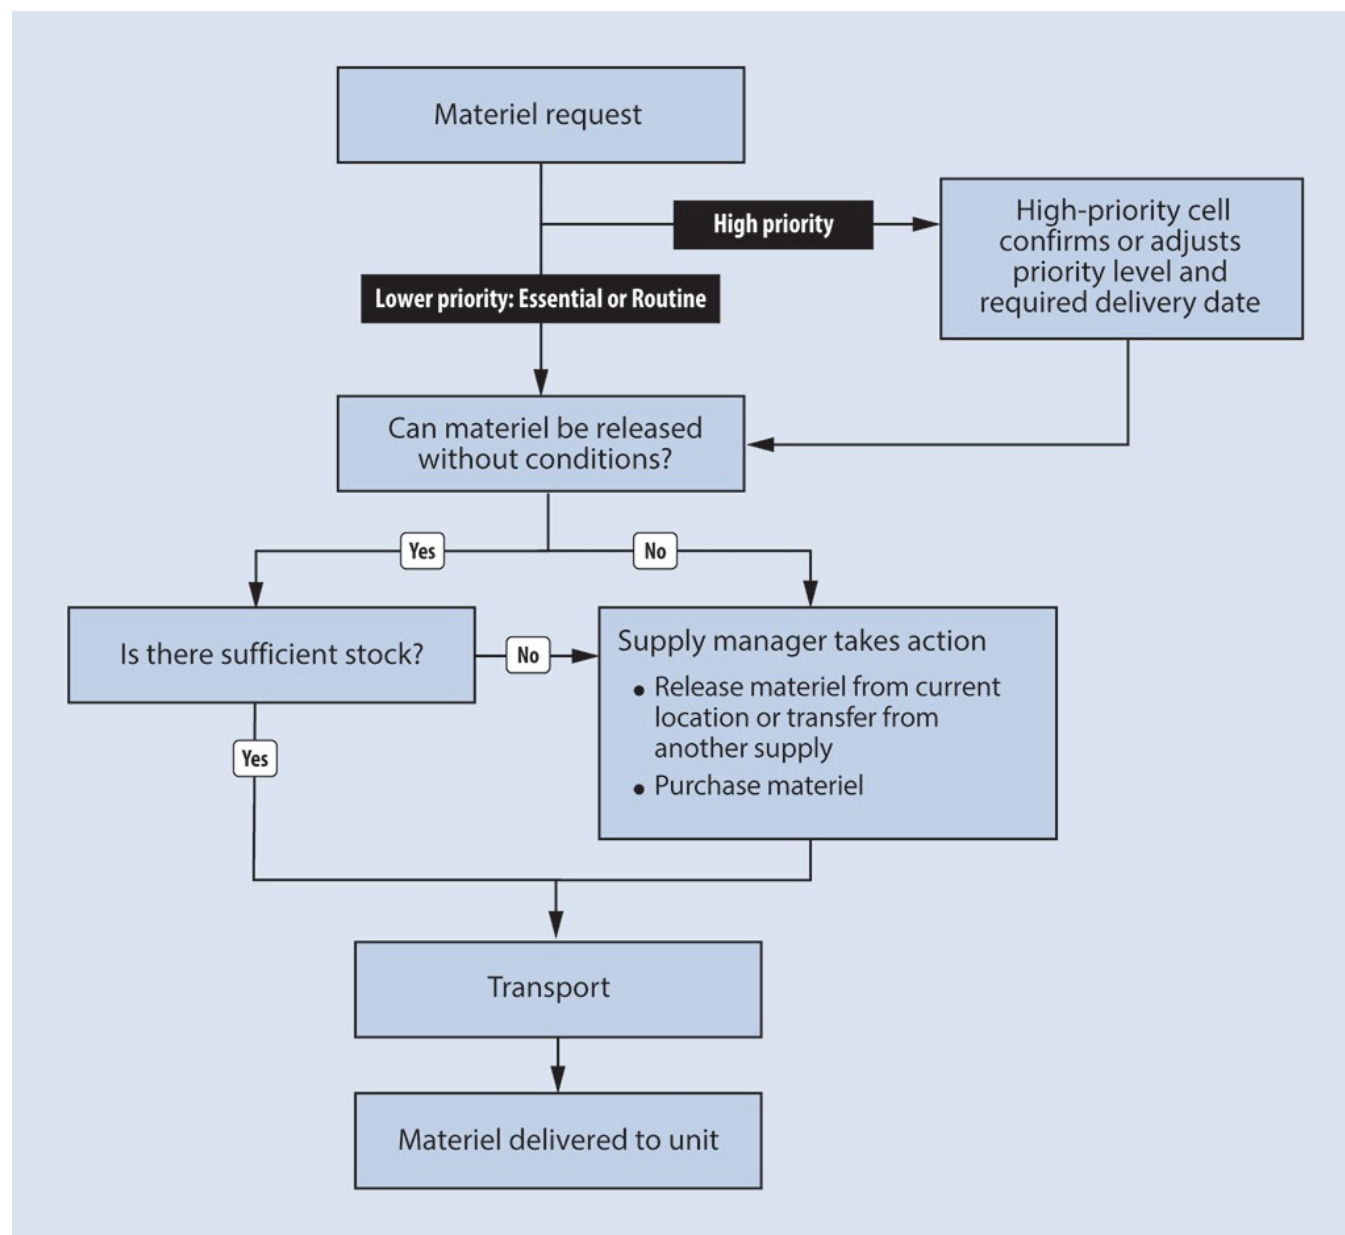 Materiel request
High priority
High-priority cell
confirms or adjusts
priority level and
required delivery date
Lower priority: Essential or Routine
Can materiel be released
without conditions?
Yes
No
Is there sufficient stock?
No
Supply manager takes action
• Release materiel from current
location or transfer from
another supply
• Purchase materiel
Yes
Transport
Materiel delivered to unit